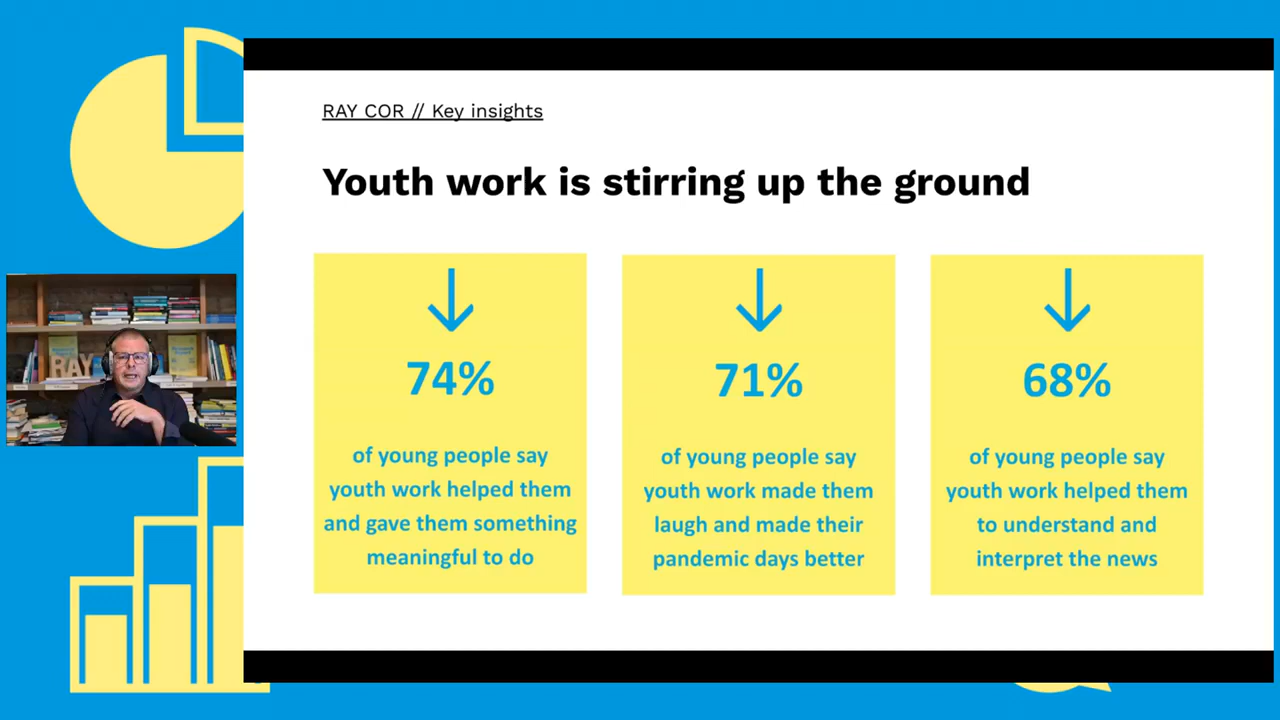 RAY COR // Key insights
Youth work is stirring up the ground
74%
of young people say
youth work helped them
and gave them something
meaningful to do
71%
of young people say
youth work made them
laugh and made their
pandemic days better
68%
of young people say
youth work helped them
to understand and
interpret the news
RAY